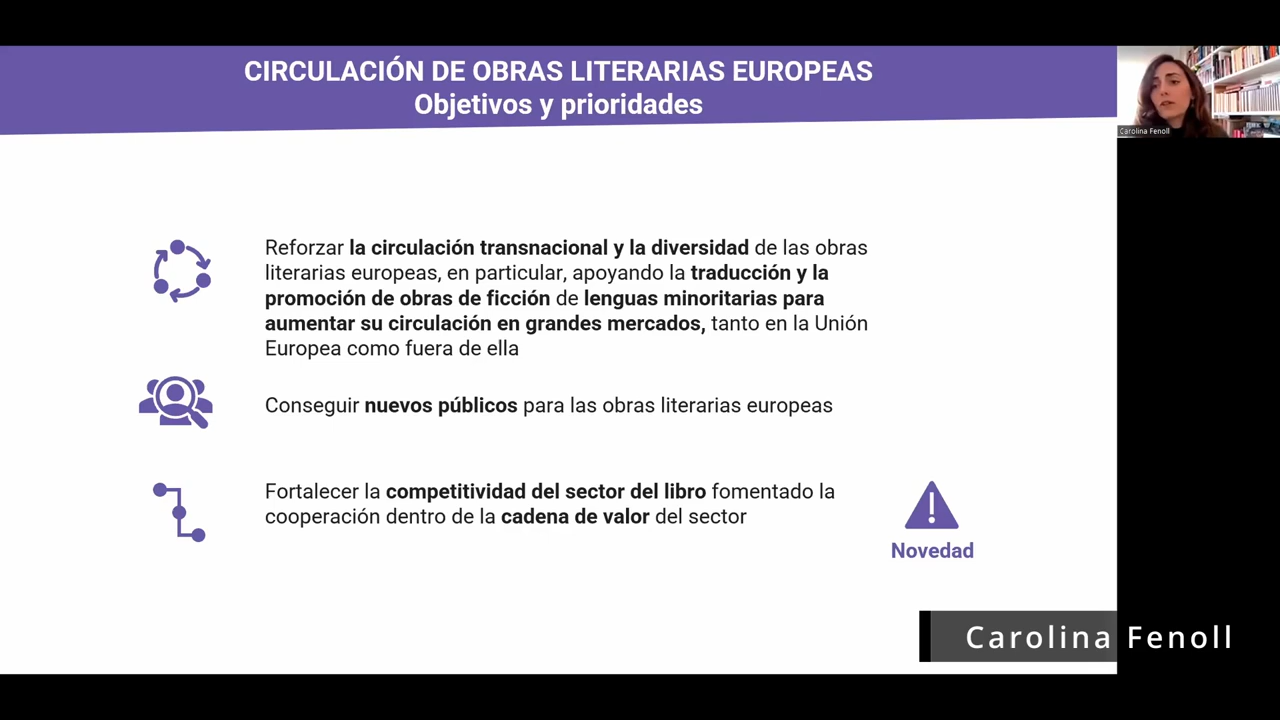 CIRCULACIÓN DE OBRAS LITERARIAS EUROPEAS
Objetivos y prioridades
Carolina Fenoll
Reforzar la circulación transnacional y la diversidad de las obras
literarias europeas, en particular, apoyando la traducción y la
promoción de obras de ficción de lenguas minoritarias para
aumentar su circulación en grandes mercados, tanto en la Unión
Europea como fuera de ella
Conseguir nuevos públicos para las obras literarias europeas
Fortalecer la competitividad del sector del libro fomentado la
cooperación dentro de la cadena de valor del sector
Novedad
Carolina Fenoll